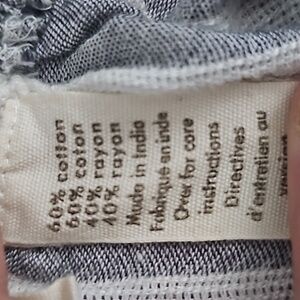 60% cotton
60% coton
40% rayon
40% rayon
Made in India
Fabriqué en inde
Over for care
instructions
Directives
d'entretien au